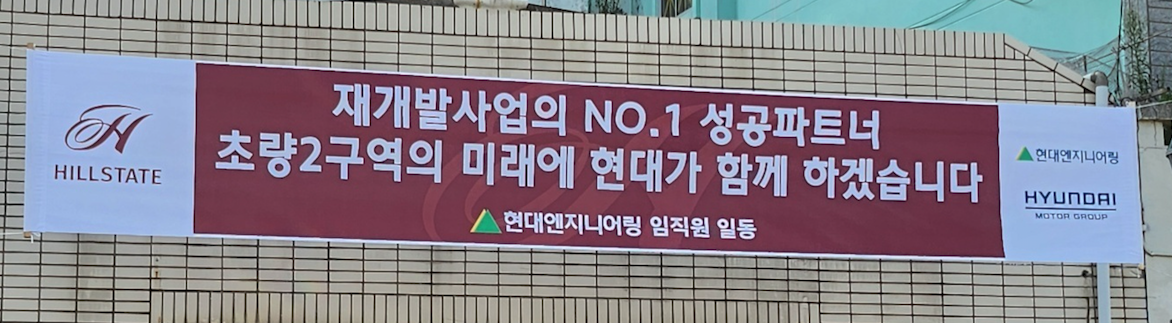 HILLSTATE
재개발사업의 NO.1 성공파트너
초량2구역의 미래에 현대가 함께 하겠습니다
현대엔지니어링 임직원 일동
현대엔지니어링
HYUNDAI
MOTOR GROUP